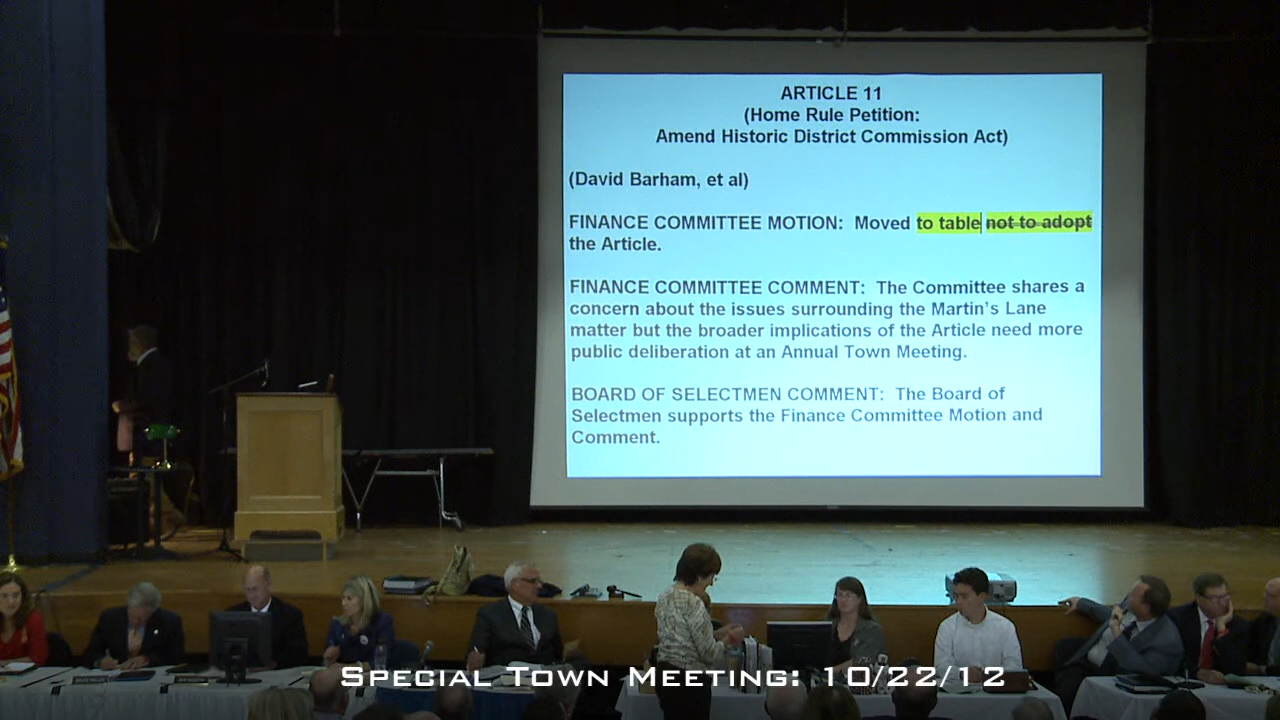 ARTICLE 11
(Home Rule Petition:
Amend Historic District Commission Act)
(David Barham, et al)
FINANCE COMMITTEE MOTION: Moved to table not to adopt
the Article.
FINANCE COMMITTEE COMMENT: The Committee shares a
concern about the issues surrounding the Martin's Lane
matter but the broader implications of the Article need more
public deliberation at an Annual Town Meeting.
BOARD OF SELECTMEN COMMENT: The Board of
Selectmen supports the Finance Committee Motion and
Comment.
Special Town Meeting: 10/22/12